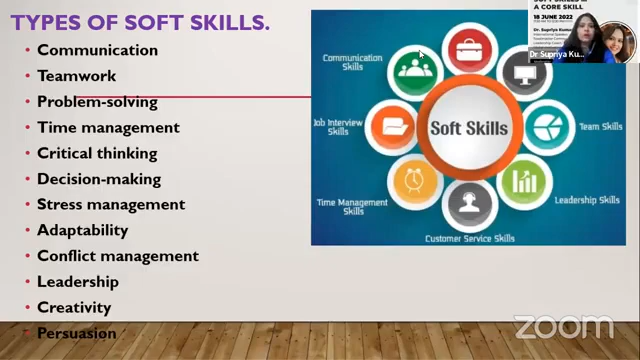 TYPES OF SOFT SKILLS.
• Communication
• Teamwork
• Problem-solving
• Time management
• Critical thinking
• Decision-making
• Stress management
• Adaptability
• Conflict management
• Leadership
• Creativity
• Persuasion
Communication
Skills
Job Interview
Skills
Time Management
Skills
Customer Service Skills
Leadership Skills
Team Skills
Soft Skills
A CORE SKILL
18 JUNE 2022
Dr Supriya Ku...
zoom